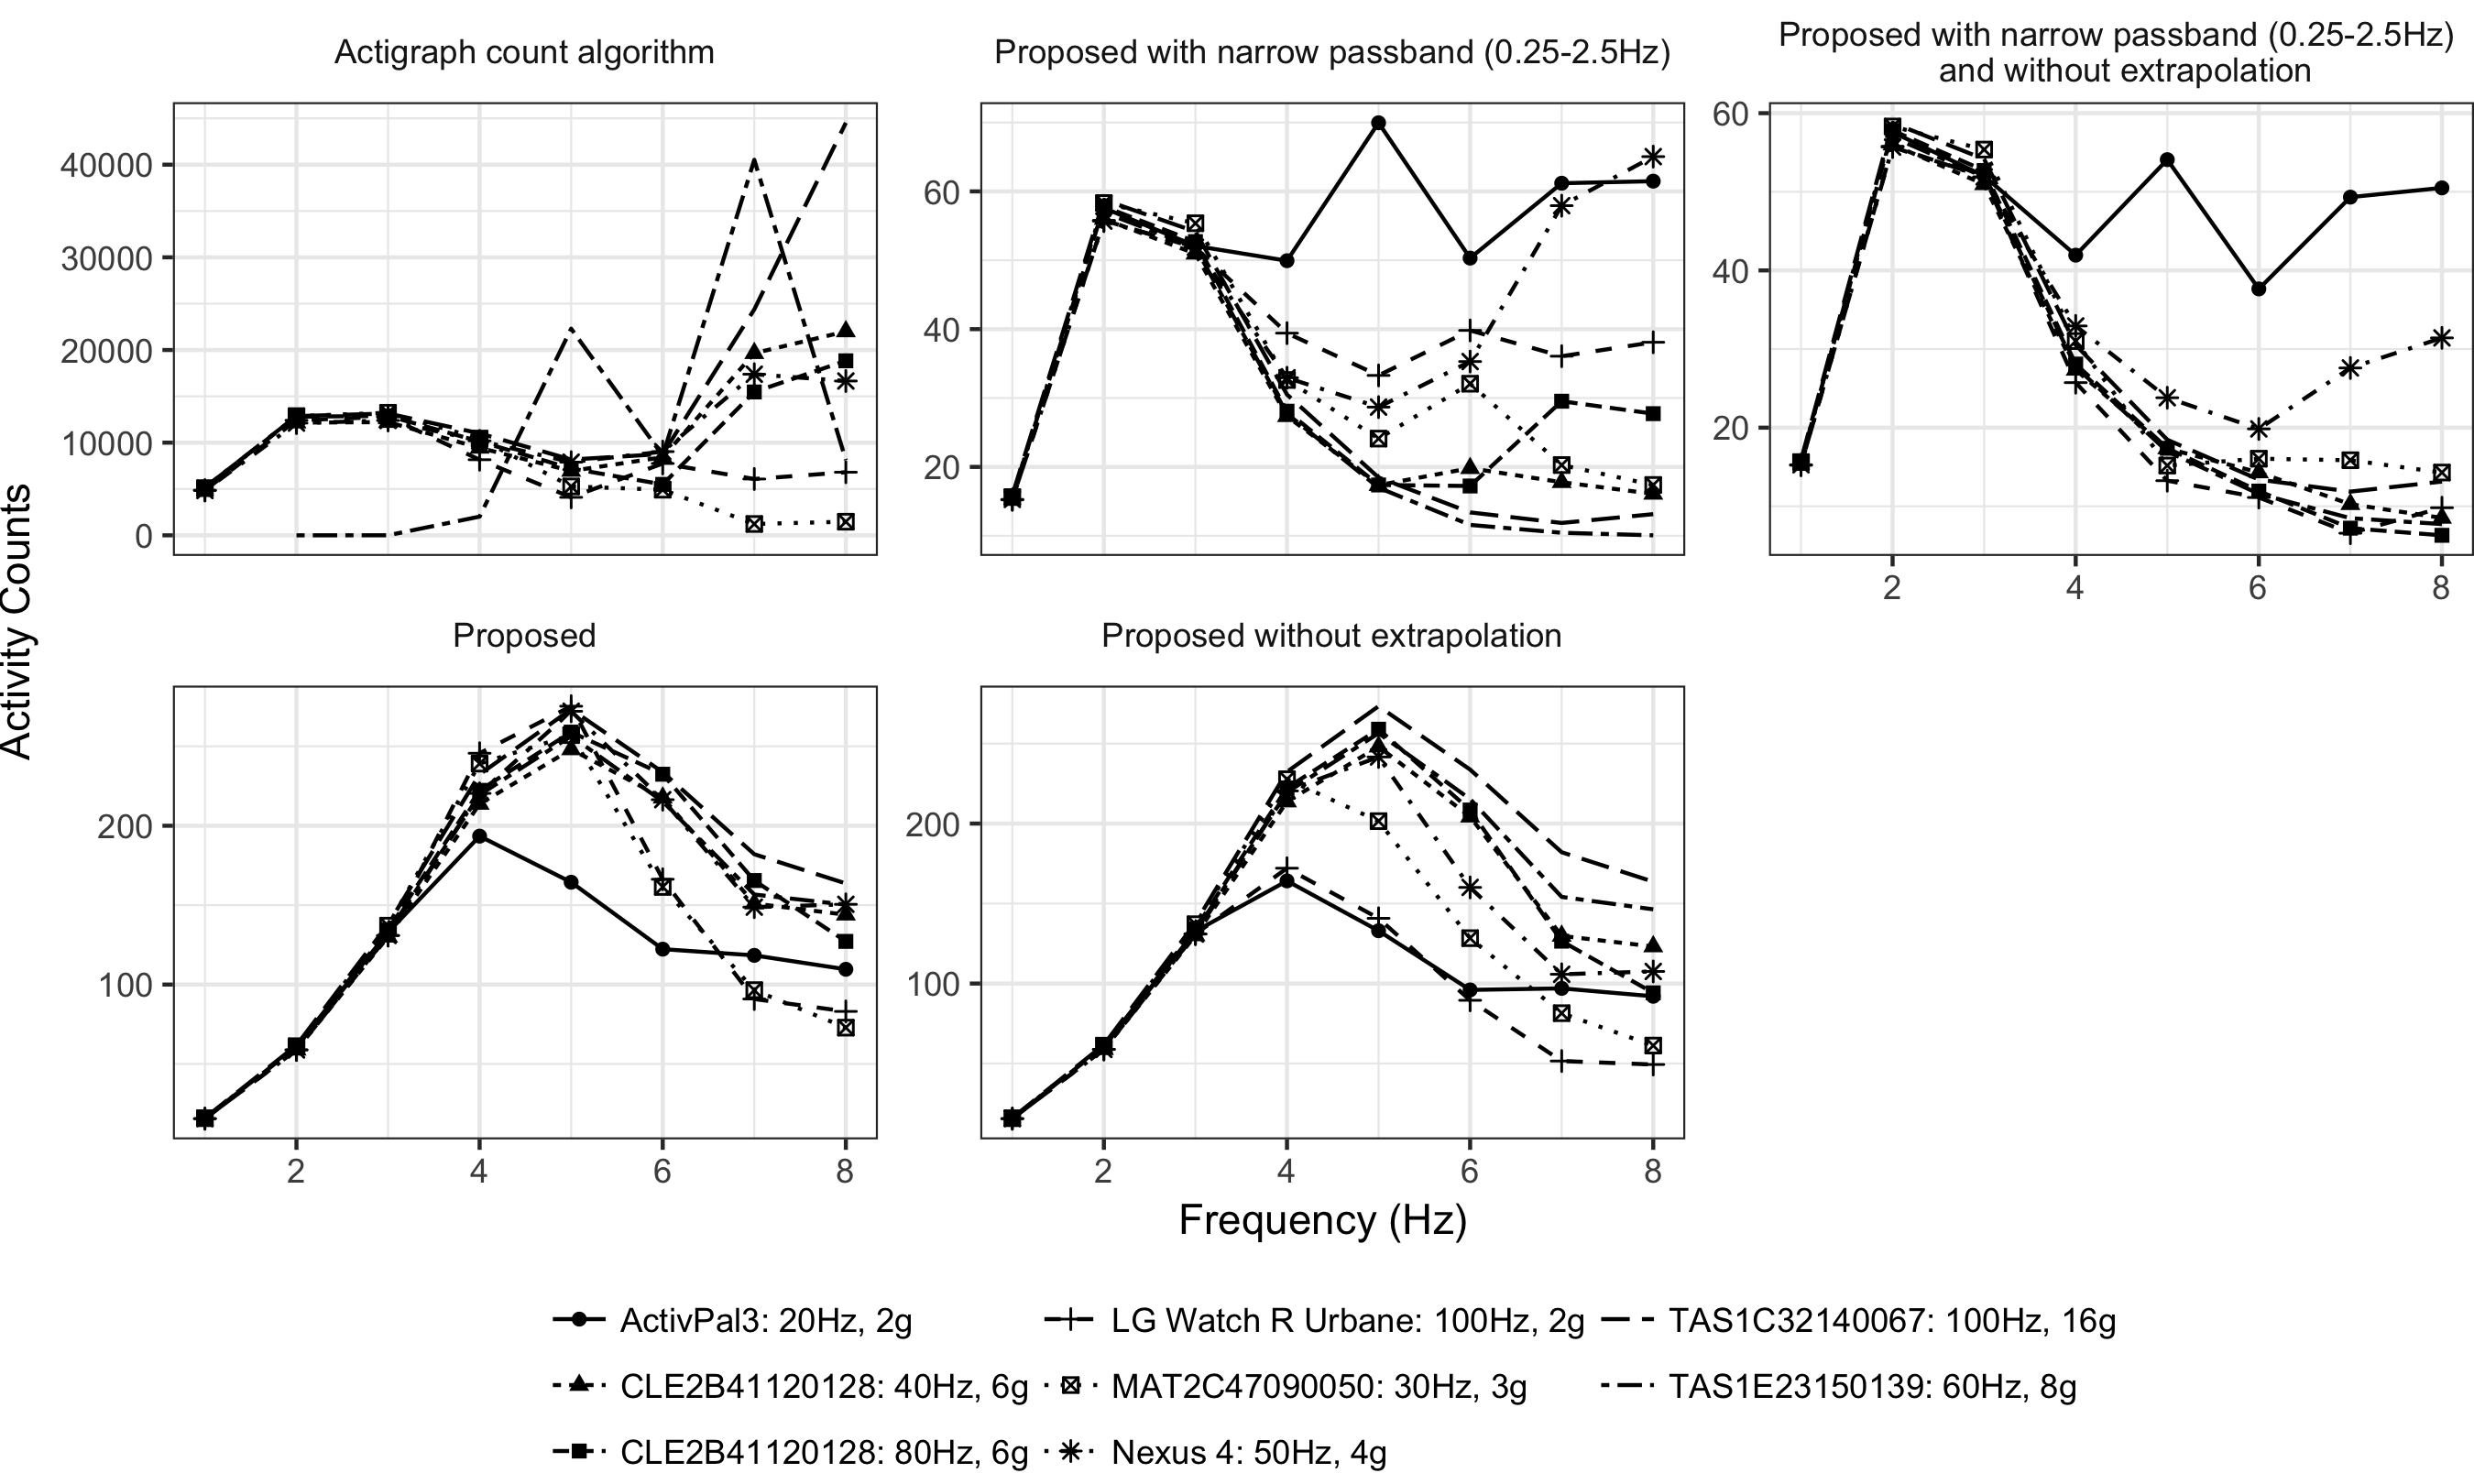 Actigraph count algorithm
Proposed with narrow passband (0.25-2.5Hz)
Proposed with narrow passband (0.25-2.5Hz)
and without extrapolation
40000
30000
20000
10000
0
60
40
20
60
40
20
2 4 6 8
Activity Counts
Proposed
Proposed without extrapolation
200
100
200
100
2 4 6 8
2 4 6 8
Frequency (Hz)
ActivPal3: 20Hz, 2g
LG Watch R Urbane: 100Hz, 2g
TAS1C32140067: 100Hz, 16g
CLE2B41120128: 40Hz, 6g
MAT2C47090050: 30Hz, 3g
TAS1E23150139: 60Hz, 8g
CLE2B41120128: 80Hz, 6g
Nexus 4: 50Hz, 4g